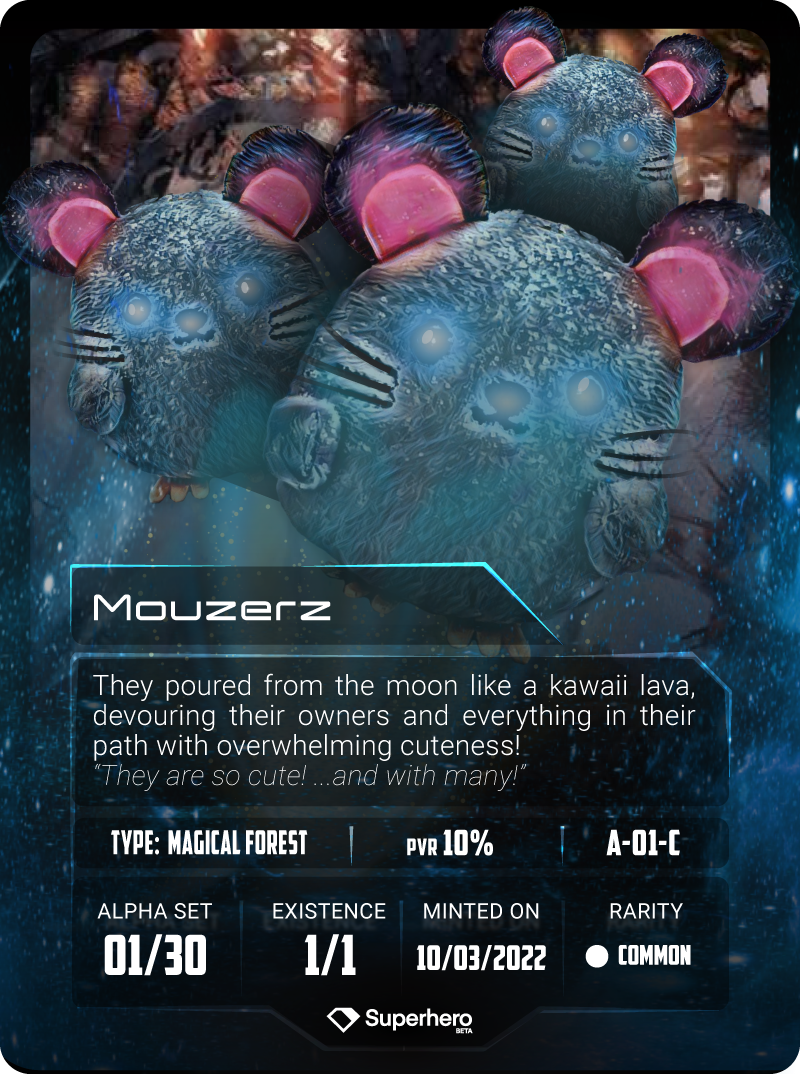 Mouzerz
They poured from the moon like a kawaii lava,
devouring their owners and everything in their
path with overwhelming cuteness!
“They are so cute! ...and with many!”
TYPE: MAGICAL FOREST PVR 10% A-01-C
ALPHA SET EXISTENCE MINTED ON RARITY
01/30 1/1 10/03/2022 COMMON
Superhero
BETA